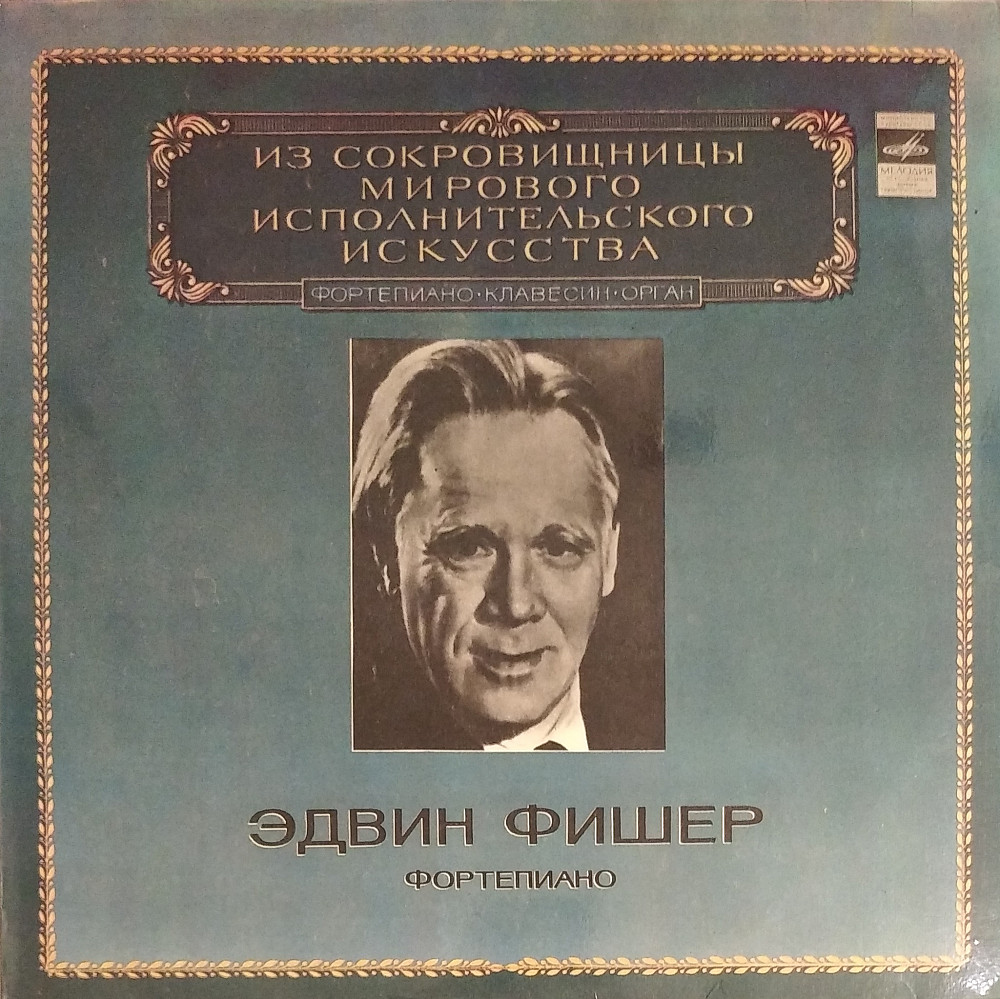 ИЗ СОКРОВИЩНИЦЫ
МИРОВОГО
ИСПОЛНИТЕЛЬСКОГО
ИСКУССТВА
ФОРТЕПИАНО·КЛАВЕСИН·ОРГАН
МЕЛОДИЯ
ЭДВИН ФИШЕР
ФОРТЕПИАНО